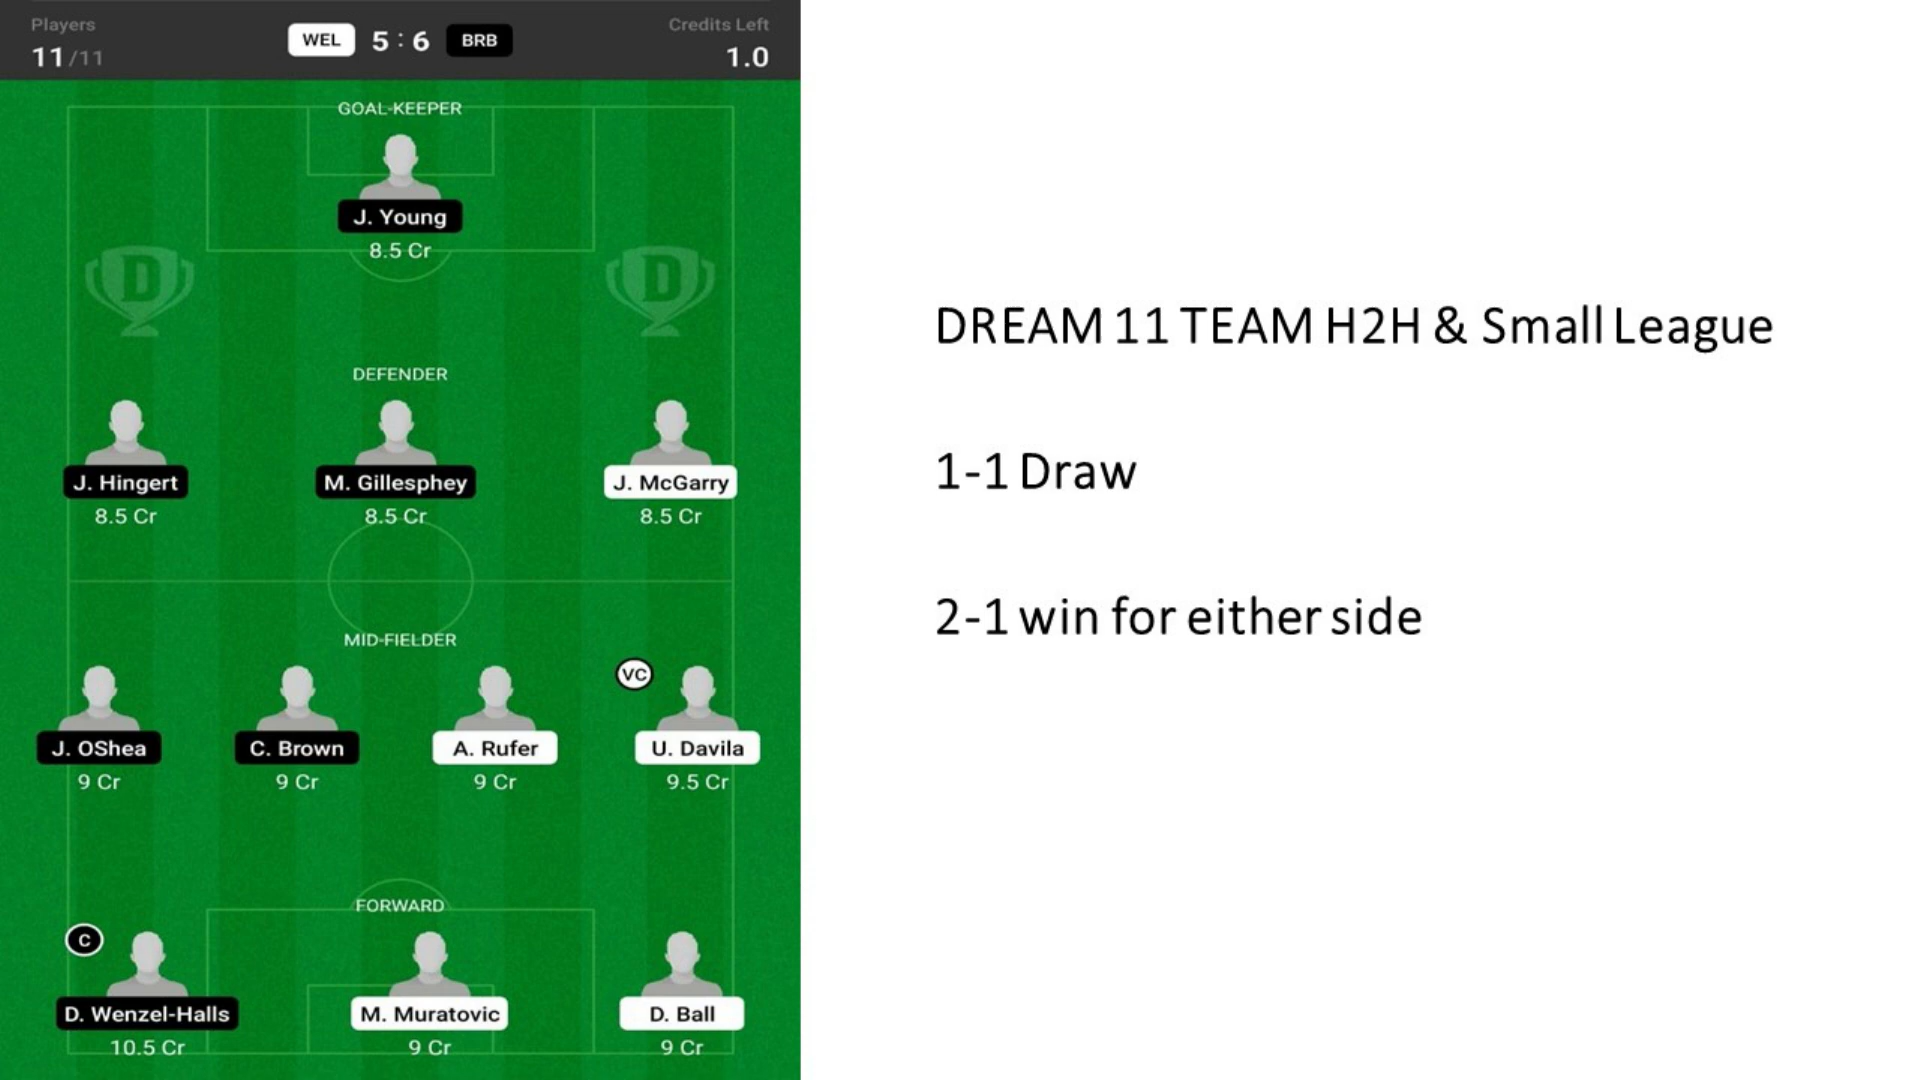 Players
11/11
WEL 5 : 6 BRB
Credits Left
1.0
GOAL-KEEPER
J. Young
8.5 Cr
D D
DEFENDER
J. Hingert M. Gillesphey J. McGarry
8.5 Cr 8.5 Cr 8.5 Cr
MID-FIELDER
VC
J. OShea C. Brown A. Rufer U. Davila
9 Cr 9 Cr 9 Cr 9.5 Cr
FORWARD
C
D. Wenzel-Halls M. Muratovic D. Ball
10.5 Cr 9 Cr 9 Cr
DREAM 11 TEAM H2H & Small League
1-1 Draw
2-1 win for either side